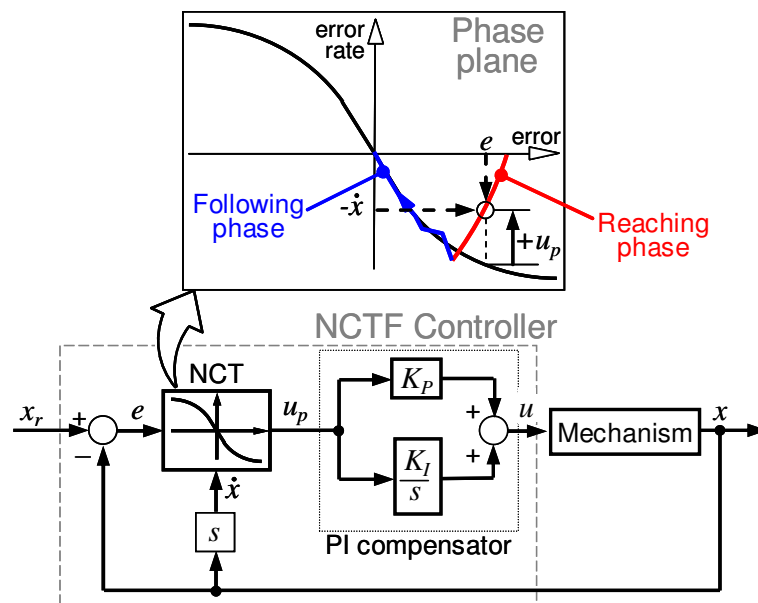 error
rate
Phase
plane
e
error
Following
phase
-ẋ
+u_p
Reaching
phase
NCTF Controller
NCT
K_P
x_r
+
e
u_p
+
u
Mechanism
x
−
K_I
s
+
ẋ
s
PI compensator